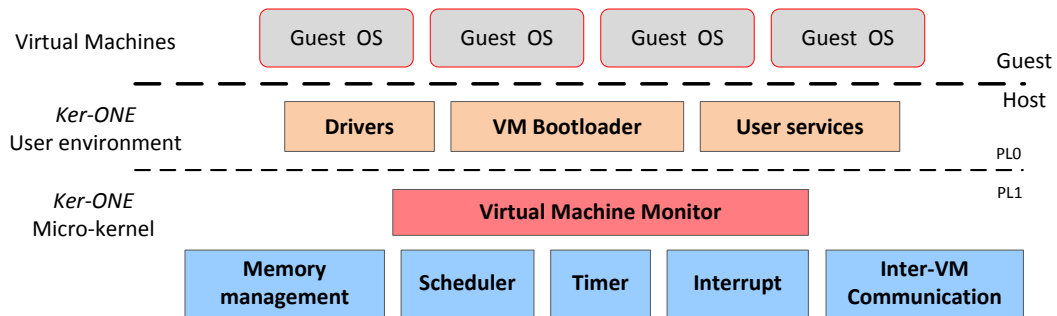 Virtual Machines
Guest OS
Guest OS
Guest OS
Guest OS
Guest
Host
Ker-ONE
User environment
Drivers
VM Bootloader
User services
PL0
PL1
Ker-ONE
Micro-kernel
Virtual Machine Monitor
Memory
management
Scheduler
Timer
Interrupt
Inter-VM
Communication